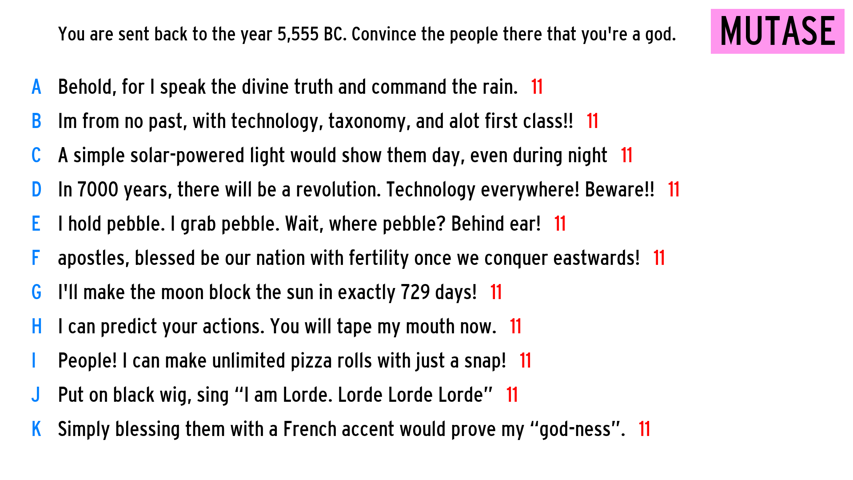 You are sent back to the year 5,555 BC. Convince the people there that you're a god.
MUTASE
A Behold, for I speak the divine truth and command the rain. 11
B Im from no past, with technology, taxonomy, and alot first class!! 11
C A simple solar-powered light would show them day, even during night 11
D In 7000 years, there will be a revolution. Technology everywhere! Beware!! 11
E I hold pebble. I grab pebble. Wait, where pebble? Behind ear! 11
F apostles, blessed be our nation with fertility once we conquer eastwards! 11
G I'll make the moon block the sun in exactly 729 days! 11
H I can predict your actions. You will tape my mouth now. 11
I People! I can make unlimited pizza rolls with just a snap! 11
J Put on black wig, sing “I am Lorde. Lorde Lorde Lorde” 11
K Simply blessing them with a French accent would prove my “god-ness”. 11